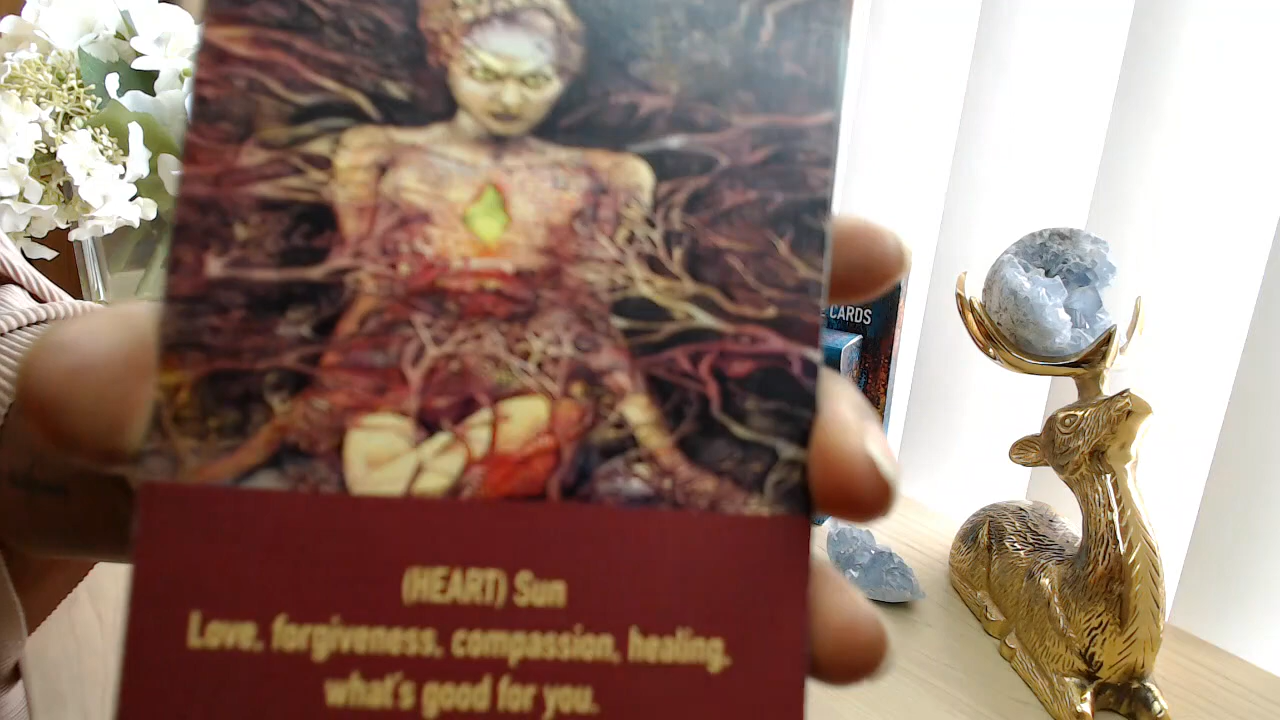 CARDS
(HEART) Sun
Love, forgiveness, compassion, healing,
what's good for you.